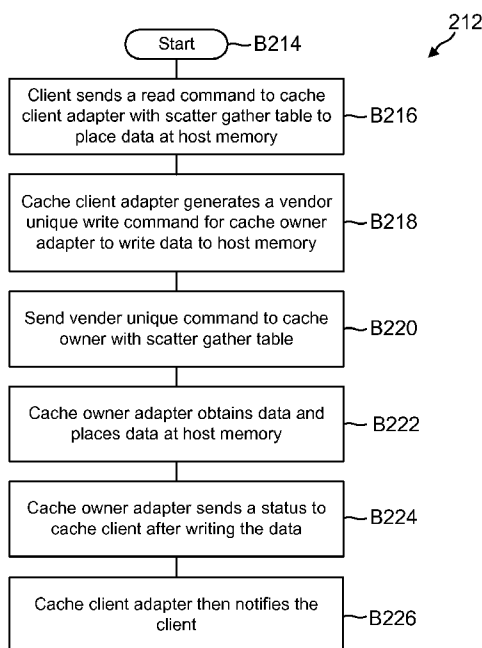 212
Start
B214
Client sends a read command to cache
client adapter with scatter gather table to
place data at host memory
B216
Cache client adapter generates a vendor
unique write command for cache owner
adapter to write data to host memory
B218
Send vender unique command to cache
owner with scatter gather table
B220
Cache owner adapter obtains data and
places data at host memory
B222
Cache owner adapter sends a status to
cache client after writing the data
B224
Cache client adapter then notifies the
client
B226